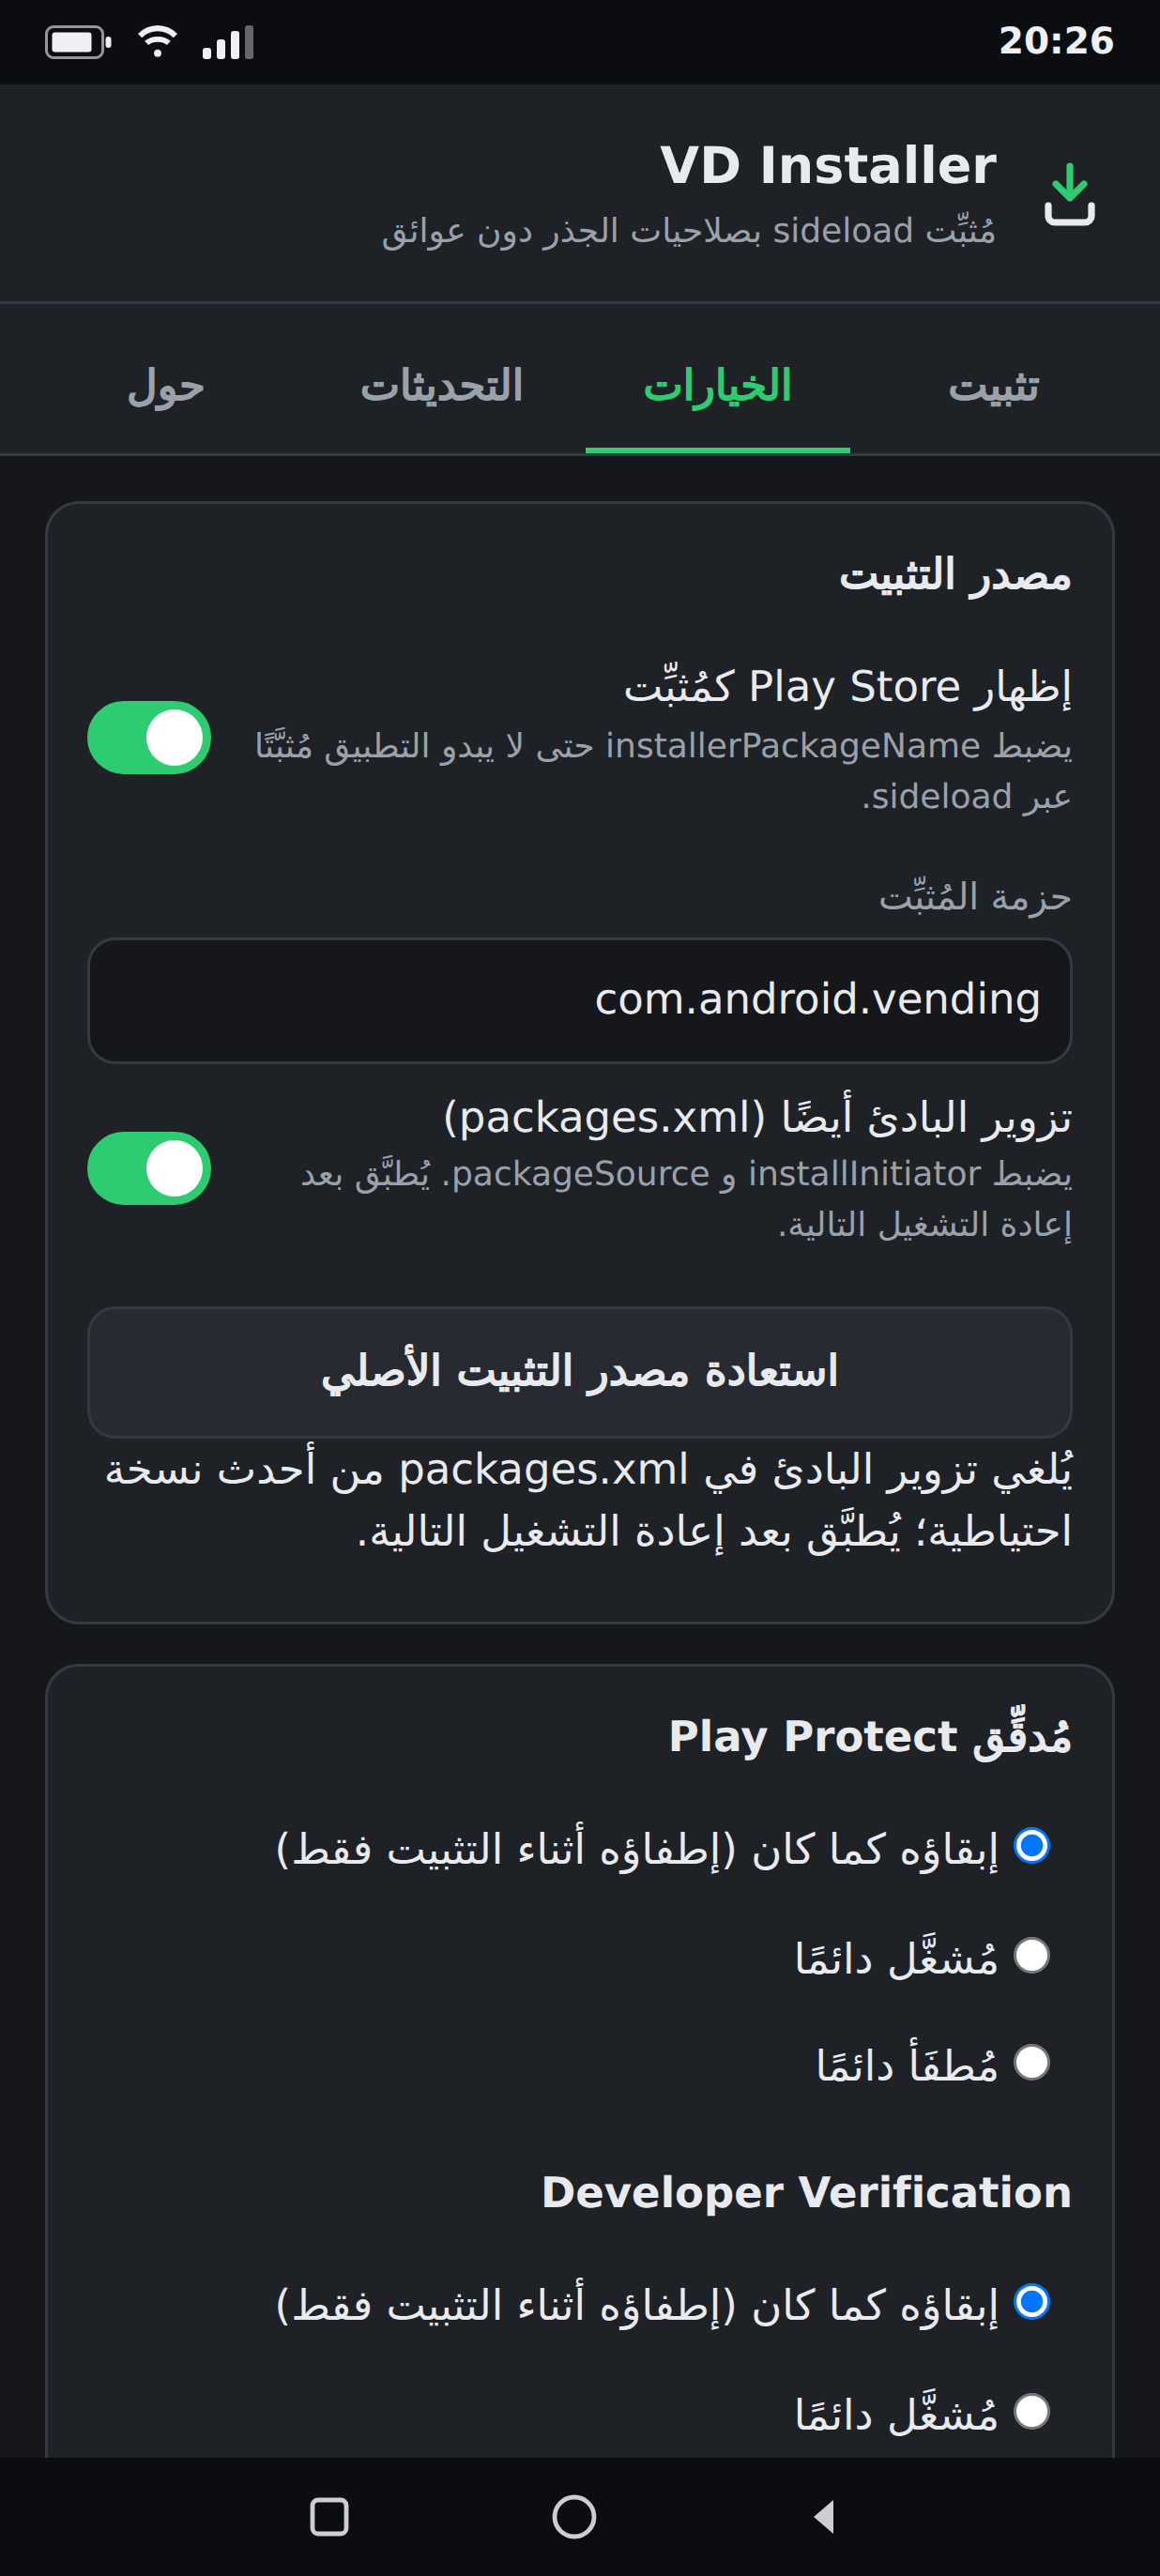 20:26
VD Installer
مُثبِّت sideload بصلاحيات الجذر دون عوائق
تثبيت
الخيارات
التحديثات
حول
مصدر التثبيت
إظهار Play Store كمُثبِّت
يضبط installerPackageName حتى لا يبدو التطبيق مُثبَّتًا
عبر sideload.
حزمة المُثبِّت
com.android.vending
تزوير البادئ أيضًا (packages.xml)
يضبط installInitiator و packageSource. يُطبَّق بعد
إعادة التشغيل التالية.
استعادة مصدر التثبيت الأصلي
يُلغي تزوير البادئ في packages.xml من أحدث نسخة
احتياطية؛ يُطبَّق بعد إعادة التشغيل التالية.
مُدقِّق Play Protect
إبقاؤه كما كان (إطفاؤه أثناء التثبيت فقط)
مُشغَّل دائمًا
مُطفَأ دائمًا
Developer Verification
إبقاؤه كما كان (إطفاؤه أثناء التثبيت فقط)
مُشغَّل دائمًا